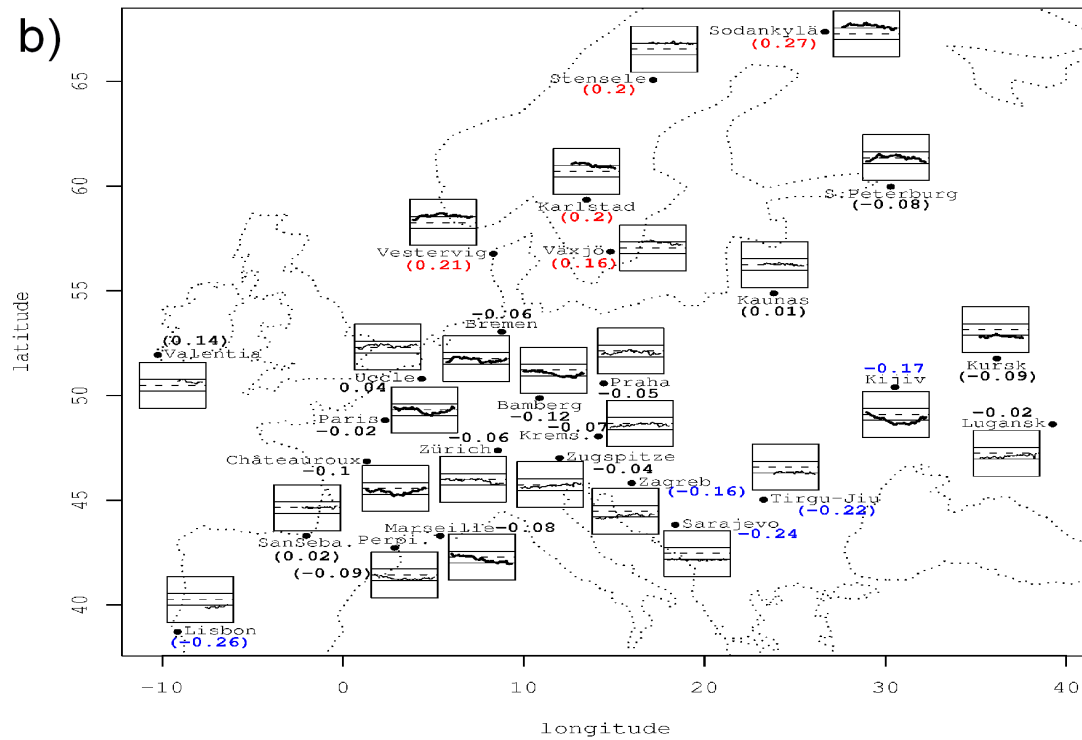 b)
Sodankylä
(0.27)
Stensele
(0.2)
S.Peterburg
(-0.08)
Karlstad
(0.2)
Vestervig
(0.21)
Växjö
(0.16)
Kaunas
(0.01)
(0.14)
Valentia
-0.06
Bremen
Uccle
0.04
Praha
-0.05
Bamberg
-0.12
Kursk
(-0.09)
-0.17
Kijiv
-0.02
Lugansk
Paris
-0.02
-0.07
Krems.
-0.06
Zürich
Zugspitze
-0.04
Châteauroux
-0.1
Zagreb
(-0.16)
Tirgu-Jiu
(-0.22)
Sarajevo
-0.24
Marseille
-0.08
Perpi.
(-0.09)
SanSeba.
(0.02)
Lisbon
(-0.26)
latitude
65
60
55
50
45
40
-10 0 10 20 30 40
longitude